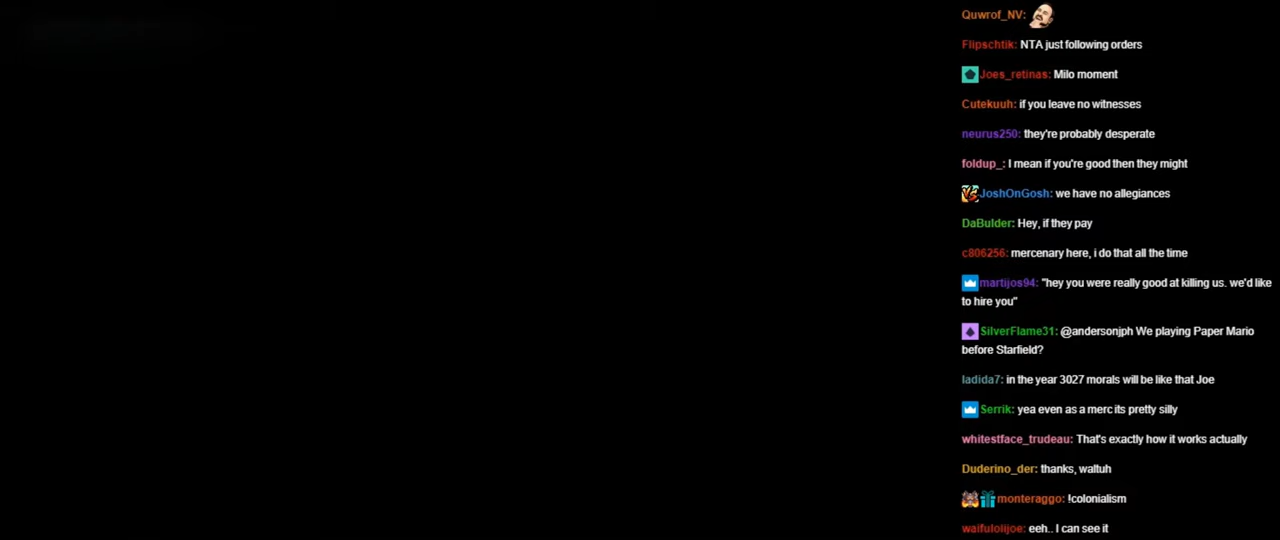 Quwrof_NV:
Flipschtik: NTA just following orders
Joes_retinas: Milo moment
Cutekuuh: if you leave no witnesses
neurus250: they're probably desperate
foldup_: I mean if you're good then they might
JoshOnGosh: we have no allegiances
DaBulder: Hey, if they pay
c806256: mercenary here, i do that all the time
martijos94: "hey you were really good at killing us. we'd like
to hire you"
SilverFlame31: @andersonjph We playing Paper Mario
before Starfield?
ladida7: in the year 3027 morals will be like that Joe
Serrik: yea even as a merc its pretty silly
whitestface_trudeau: That's exactly how it works actually
Duderino_der: thanks, waltuh
monteraggo: !colonialism
waifulolijoe: eeh.. I can see it